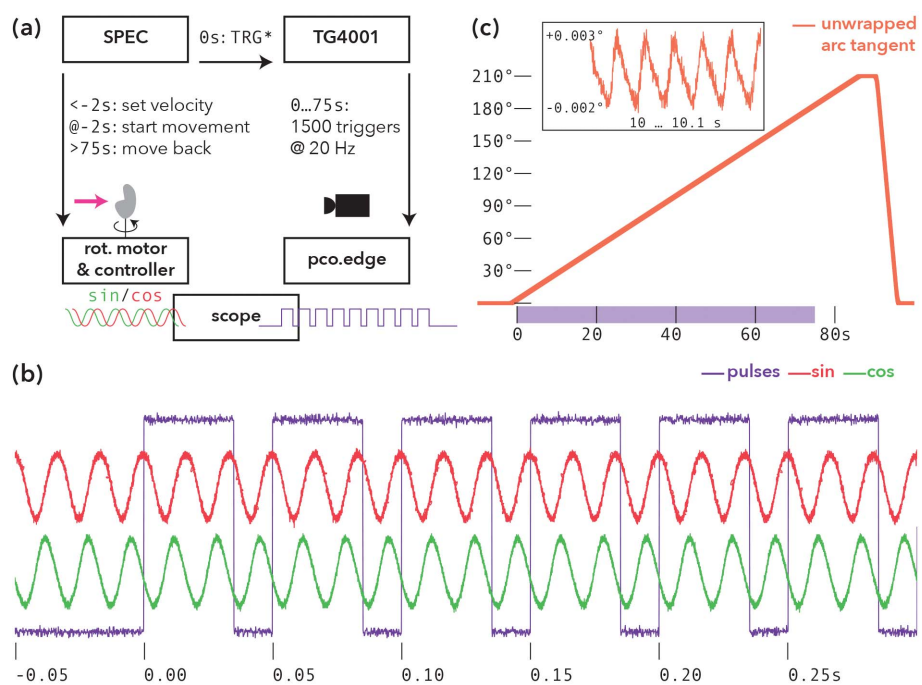 (a)
SPEC
0s: TRG*
TG4001
<-2s: set velocity
@-2s: start movement
>75s: move back
0...75s:
1500 triggers
@ 20 Hz
rot. motor
& controller
pco.edge
sin/cos
scope
(c)
unwrapped
arc tangent
+0.003°
-0.002°
10 … 10.1 s
210°
180°
150°
120°
90°
60°
30°
0
20
40
60
80s
(b)
pulses
sin
cos
-0.05
0.00
0.05
0.10
0.15
0.20
0.25s